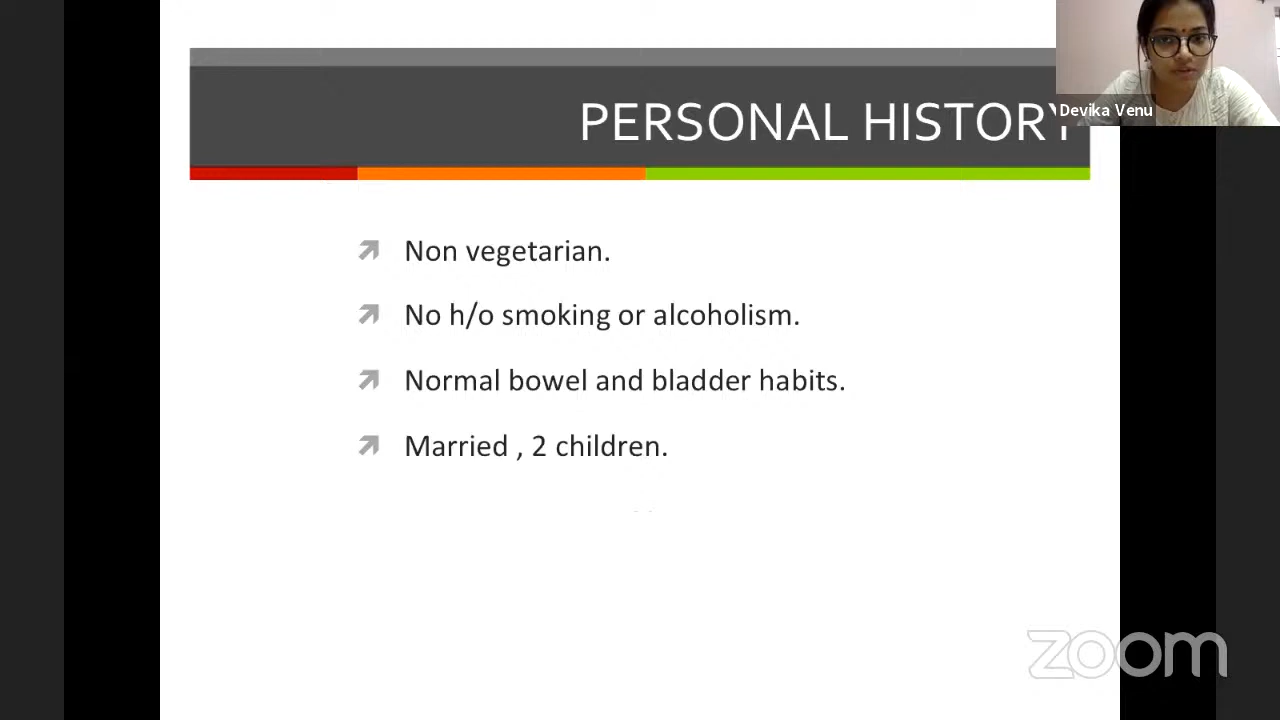 PERSONAL HISTORY
Devika Venu
Non vegetarian.
No h/o smoking or alcoholism.
Normal bowel and bladder habits.
Married , 2 children.
zoom